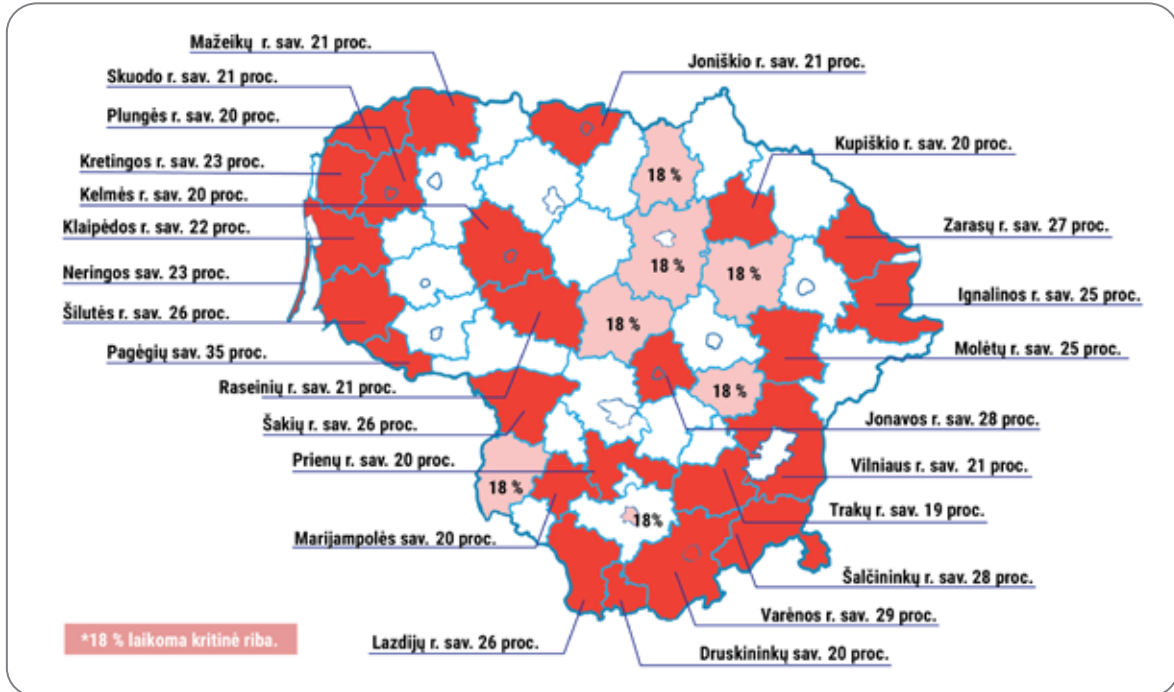 Mažeikų r. sav. 21 proc.
Joniškio r. sav. 21 proc.
Skuodo r. sav. 21 proc.
Plungės r. sav. 20 proc.
Kupiškio r. sav. 20 proc.
Kretingos r. sav. 23 proc.
18 %
Kelmės r. sav. 20 proc.
Klaipėdos r. sav. 22 proc.
Zarasų r. sav. 27 proc.
18 %
18 %
Neringos sav. 23 proc.
Ignalinos r. sav. 25 proc.
Šilutės r. sav. 26 proc.
18 %
Pagėgių sav. 35 proc.
Molėtų r. sav. 25 proc.
Raseinių r. sav. 21 proc.
18 %
Šakių r. sav. 26 proc.
Jonavos r. sav. 28 proc.
Prienų r. sav. 20 proc.
Vilniaus r. sav. 21 proc.
18 %
18%
Trakų r. sav. 19 proc.
Marijampolės sav. 20 proc.
Šalčininkų r. sav. 28 proc.
Varėnos r. sav. 29 proc.
*18 % laikoma kritinė riba.
Lazdijų r. sav. 26 proc.
Druskininkų sav. 20 proc.